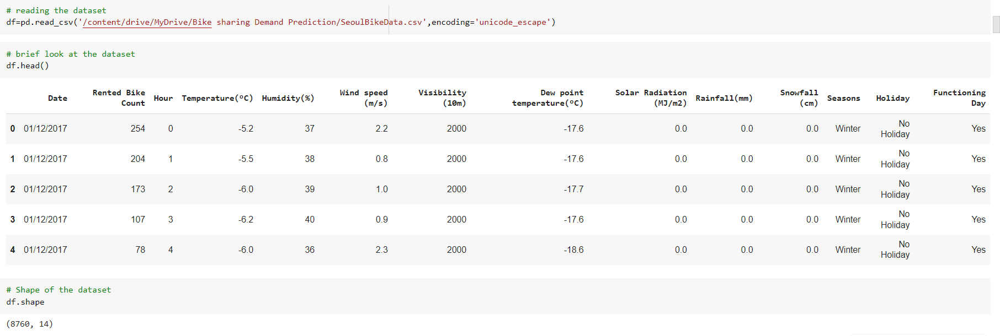 # reading the dataset
df=pd.read_csv('/content/drive/MyDrive/Bike sharing Demand Prediction/SeoulBikeData.csv',encoding='unicode_escape')
# brief look at the dataset
df.head()
Date Rented Bike Count Hour Temperature(°C) Humidity(%) Wind speed (m/s) Visibility (10m) Dew point temperature(°C) Solar Radiation (MJ/m2) Rainfall(mm) Snowfall (cm) Seasons Holiday Functioning Day
0 01/12/2017 254 0 -5.2 37 2.2 2000 -17.6 0.0 0.0 0.0 Winter No Holiday Yes
1 01/12/2017 204 1 -5.5 38 0.8 2000 -17.6 0.0 0.0 0.0 Winter No Holiday Yes
2 01/12/2017 173 2 -6.0 39 1.0 2000 -17.7 0.0 0.0 0.0 Winter No Holiday Yes
3 01/12/2017 107 3 -6.2 40 0.9 2000 -17.6 0.0 0.0 0.0 Winter No Holiday Yes
4 01/12/2017 78 4 -6.0 36 2.3 2000 -18.6 0.0 0.0 0.0 Winter No Holiday Yes
# Shape of the dataset
df.shape
(8760, 14)